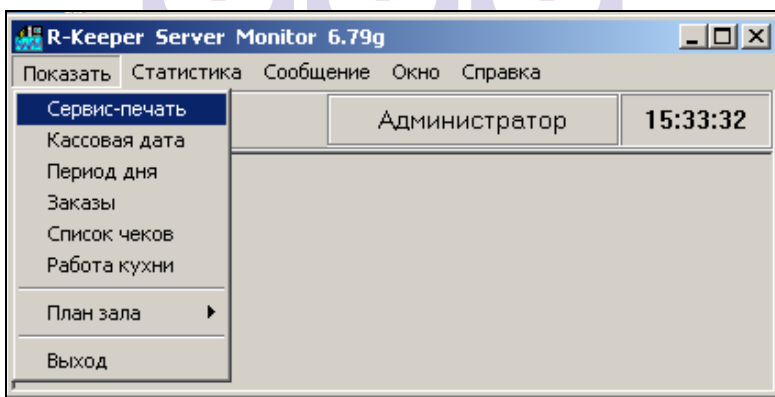 R-Keeper Server Monitor 6.79g
Показать Статистика Сообщение Окно Справка
Администратор 15:33:32
Сервис-печать
Кассовая дата
Период дня
Заказы
Список чеков
Работа кухни
План зала
Выход